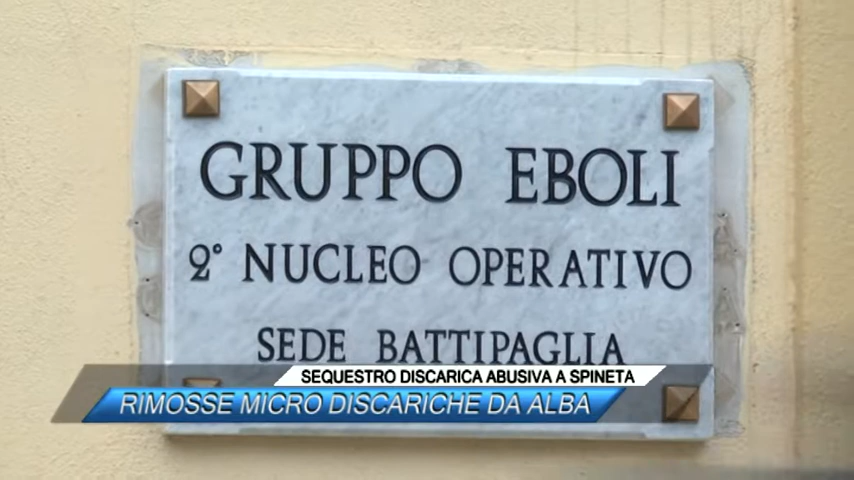 GRUPPO EBOLI
2° NUCLEO OPERATIVO
SEDE BATTIPAGLIA
SEQUESTRO DISCARICA ABUSIVA A SPINETA
RIMOSSE MICRO DISCARICHE DA ALBA